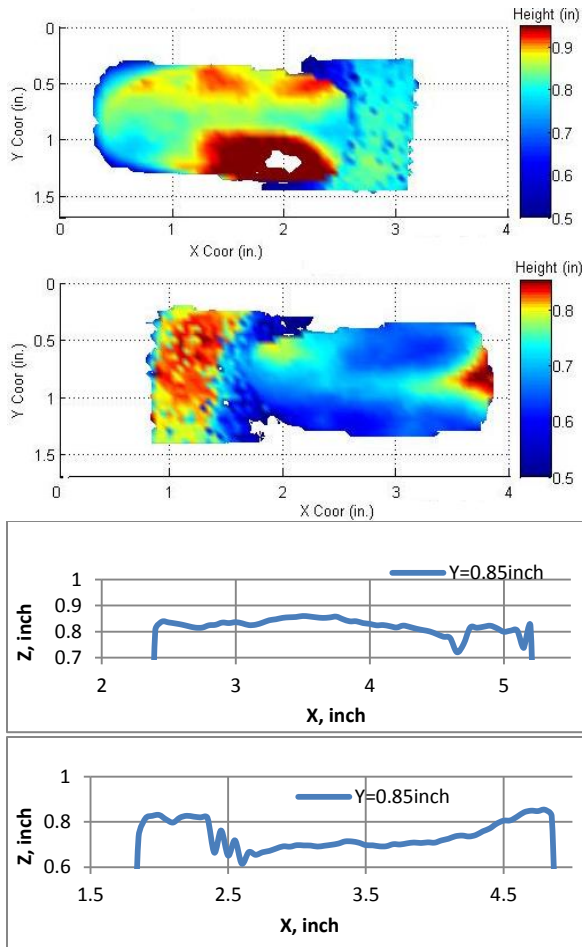 Height (in)
0
0.5
1
1.5
Y Coor (in.)
0 1 2 3 4
X Coor (in.)
0.9
0.8
0.7
0.6
0.5
Height (in)
0
0.5
1
1.5
Y Coor (in.)
0 1 2 3 4
X Coor (in.)
0.8
0.7
0.6
0.5
Y=0.85inch
1
0.9
0.8
0.7
Z, inch
2 3 4 5
X, inch
Y=0.85inch
1
0.8
0.6
Z, inch
1.5 2.5 3.5 4.5
X, inch